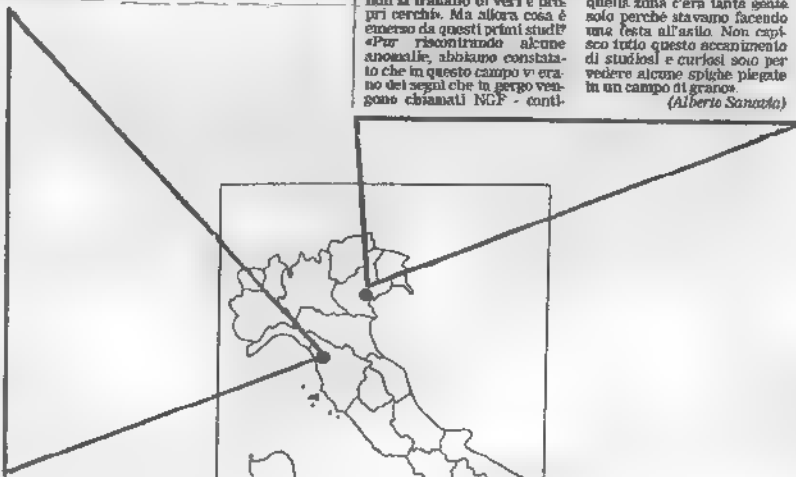 non si trattano di veri e pro-
pri cerchi». Ma allora cosa è
emerso da questi primi studi?
«Pur riscontrando alcune
anomalie, abbiamo constata-
to che in questo campo vi era-
no dei segni che in gergo ven-
gono chiamati NGF - conti-
quella zona c'era tanta gente
solo perché stavamo facendo
una festa all'asilo. Non capi-
sco tutto questo accanimento
di studiosi e curiosi solo per
vedere alcune spighe piegate
in un campo di grano».
(Alberto